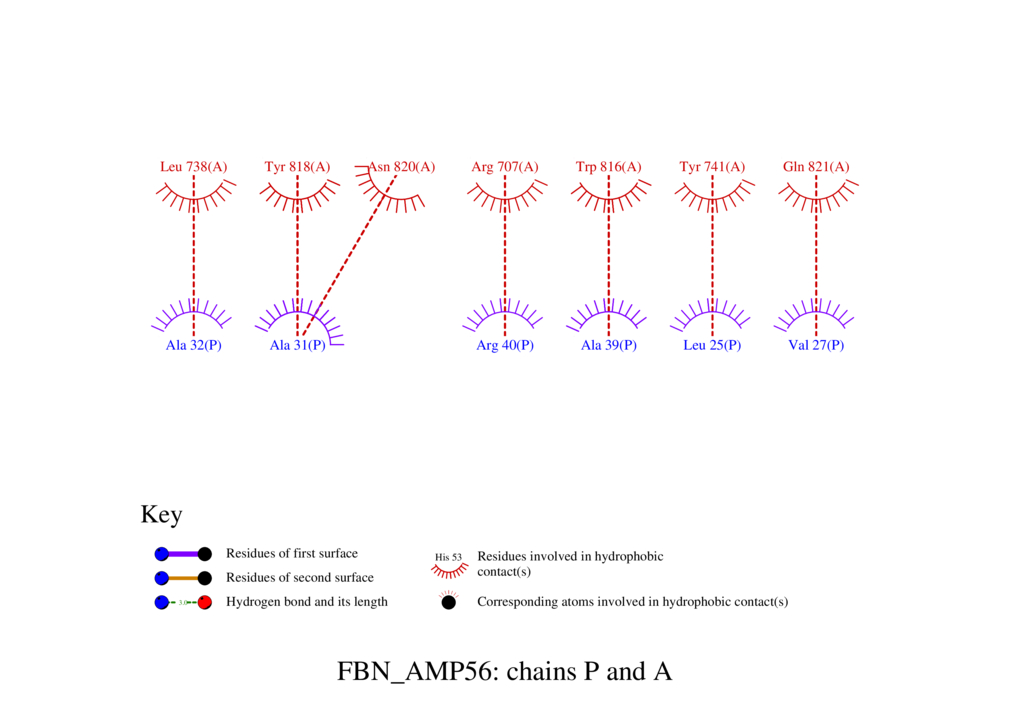 Leu 738(A) Tyr 818(A) Asn 820(A) Arg 707(A) Trp 816(A) Tyr 741(A) Gln 821(A)
Ala 32(P) Ala 31(P) Arg 40(P) Ala 39(P) Leu 25(P) Val 27(P)
Key
Residues of first surface
Residues of second surface
3.0
Hydrogen bond and its length
His 53
Residues involved in hydrophobic
contact(s)
Corresponding atoms involved in hydrophobic contact(s)
FBN_AMP56: chains P and A